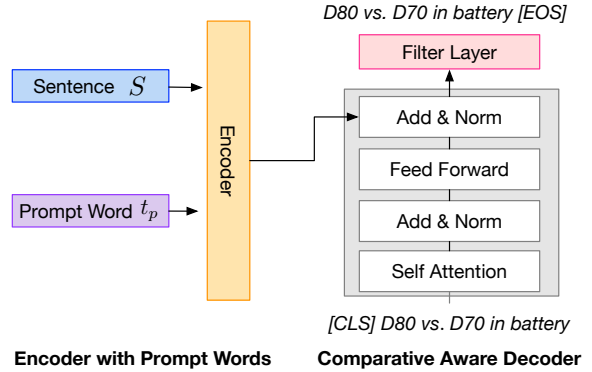 D80 vs. D70 in battery [EOS]
Filter Layer
Sentence S
Add & Norm
Encoder
Feed Forward
Prompt Word t_p
Add & Norm
Self Attention
[CLS] D80 vs. D70 in battery
Encoder with Prompt Words
Comparative Aware Decoder